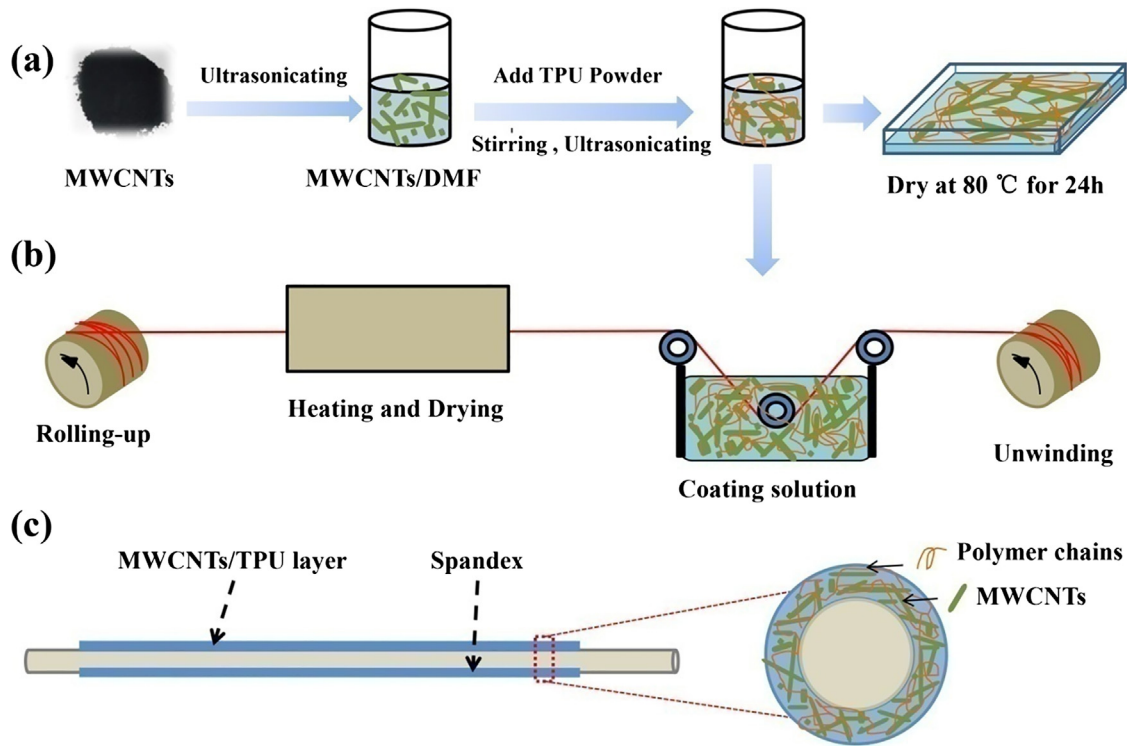 (a)
Ultrasonicating
Add TPU Powder
Stirring , Ultrasonicating
MWCNTs
MWCNTs/DMF
Dry at 80 ℃ for 24h
(b)
Heating and Drying
Rolling-up
Unwinding
Coating solution
(c)
MWCNTs/TPU layer
Spandex
Polymer chains
MWCNTs